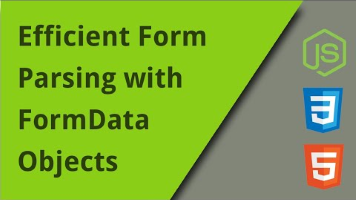 Efficient Form
Parsing with
FormData
Objects
JS
3
5